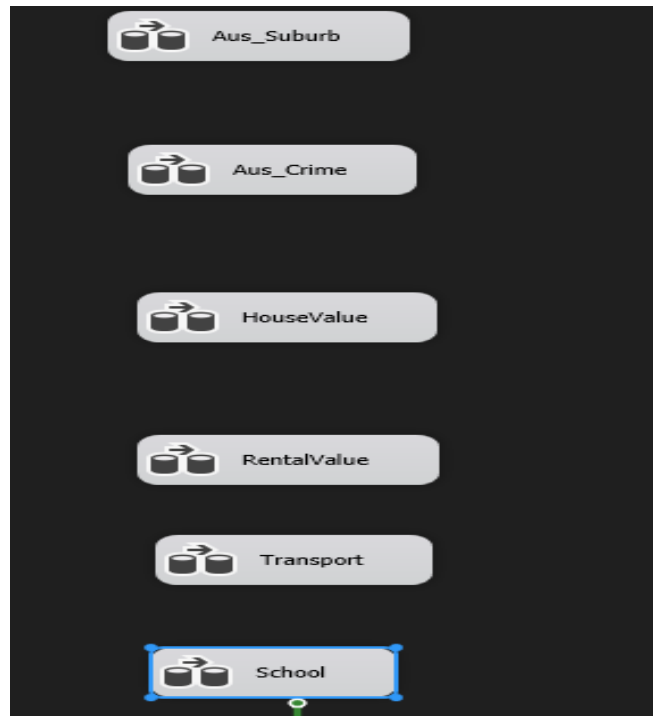 Aus_Suburb
Aus_Crime
HouseValue
RentalValue
Transport
School